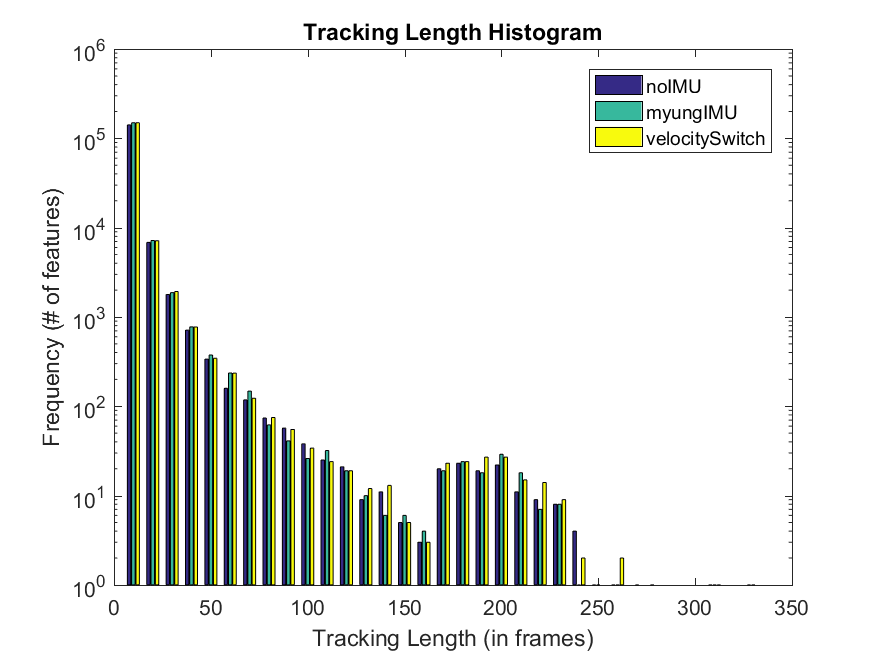 Tracking Length Histogram
noIMU
myungIMU
velocitySwitch
Frequency (# of features)
10^6
10^5
10^4
10^3
10^2
10^1
10^0
0 50 100 150 200 250 300 350
Tracking Length (in frames)